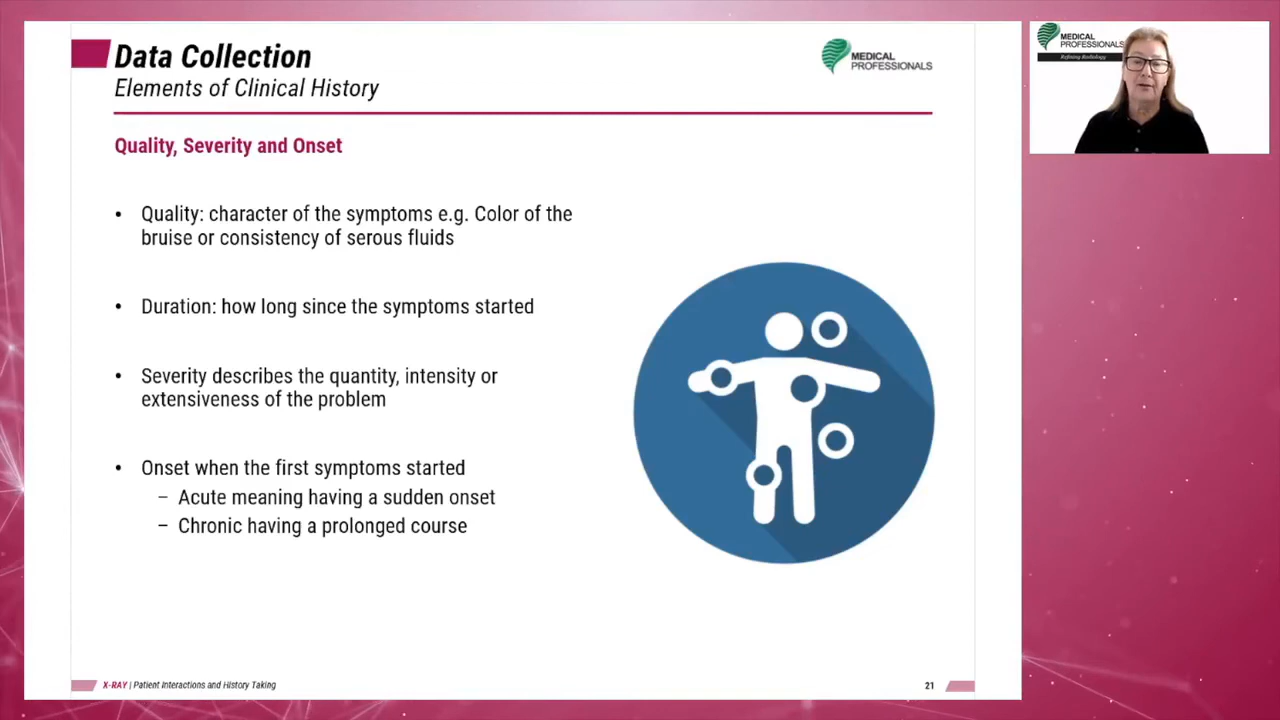 Data Collection
Elements of Clinical History
MEDICAL
PROFESSIONALS
Quality, Severity and Onset
• Quality: character of the symptoms e.g. Color of the
bruise or consistency of serous fluids
• Duration: how long since the symptoms started
• Severity describes the quantity, intensity or
extensiveness of the problem
• Onset when the first symptoms started
– Acute meaning having a sudden onset
– Chronic having a prolonged course
X-RAY | Patient Interactions and History Taking
21
MEDICAL
PROFESSIONALS
Refining Radiology